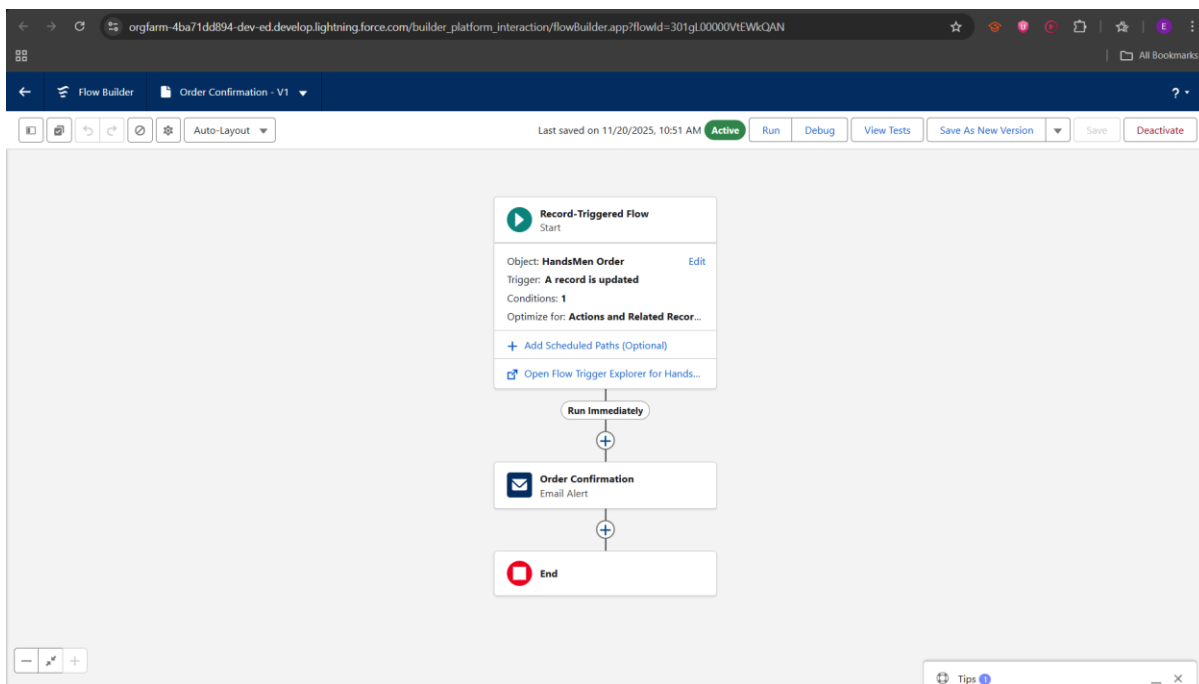 orgfarm-4ba71dd894-dev-ed.develop.lightning.force.com/builder_platform_interaction/flowBuilder.app?flowId=301gL00000VtEWkQAN E
All Bookmarks
Flow Builder Order Confirmation - V1 ?
Auto-Layout Last saved on 11/20/2025, 10:51 AM Active Run Debug View Tests Save As New Version Save Deactivate
Record-Triggered Flow
Start
Object: HandsMen Order Edit
Trigger: A record is updated
Conditions: 1
Optimize for: Actions and Related Recor...
+ Add Scheduled Paths (Optional)
Open Flow Trigger Explorer for Hands...
Run Immediately
Order Confirmation
Email Alert
End
Tips 1